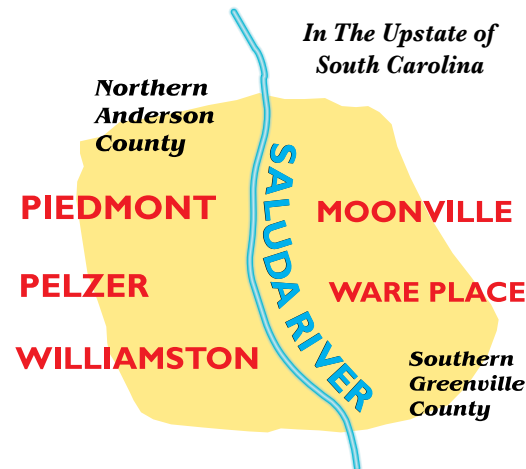 In The Upstate of
South Carolina
Northern
Anderson
County
SALUDA RIVER
PIEDMONT
MOONVILLE
PELZER
WARE PLACE
WILLIAMSTON
Southern
Greenville
County